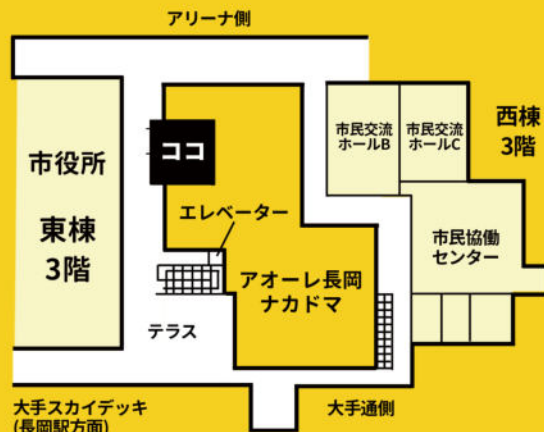 アリーナ側
市役所
東棟
3階
ココ
エレベーター
アオーレ長岡
ナカドマ
テラス
市民交流
ホールB
市民交流
ホールC
西棟
3階
市民協働
センター
大手スカイデッキ
(長岡駅方面)
大手通側